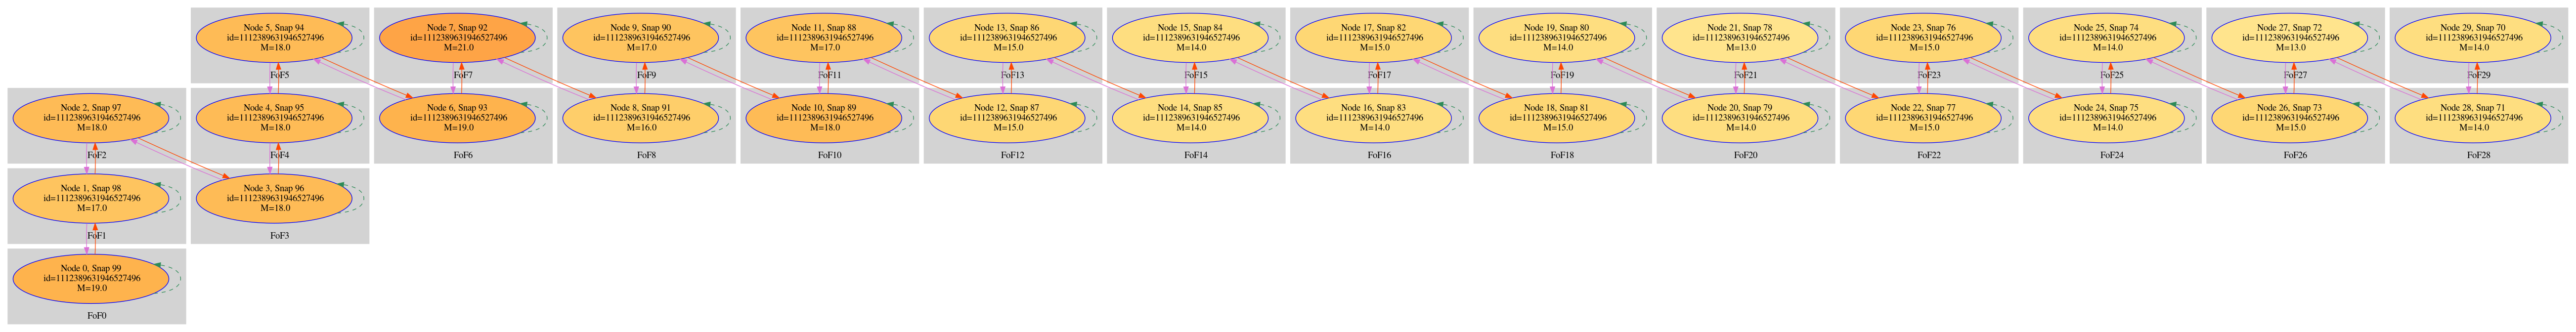 Node 5, Snap 94
id=1112389631946527496
M=18.0
FoF5
Node 7, Snap 92
id=1112389631946527496
M=21.0
FoF7
Node 9, Snap 90
id=1112389631946527496
M=17.0
FoF9
Node 11, Snap 88
id=1112389631946527496
M=17.0
FoF11
Node 13, Snap 86
id=1112389631946527496
M=15.0
FoF13
Node 15, Snap 84
id=1112389631946527496
M=14.0
FoF15
Node 17, Snap 82
id=1112389631946527496
M=15.0
FoF17
Node 19, Snap 80
id=1112389631946527496
M=14.0
FoF19
Node 21, Snap 78
id=1112389631946527496
M=13.0
FoF21
Node 23, Snap 76
id=1112389631946527496
M=15.0
FoF23
Node 25, Snap 74
id=1112389631946527496
M=14.0
FoF25
Node 27, Snap 72
id=1112389631946527496
M=13.0
FoF27
Node 29, Snap 70
id=1112389631946527496
M=14.0
FoF29
Node 2, Snap 97
id=1112389631946527496
M=18.0
FoF2
Node 4, Snap 95
id=1112389631946527496
M=18.0
FoF4
Node 6, Snap 93
id=1112389631946527496
M=19.0
FoF6
Node 8, Snap 91
id=1112389631946527496
M=16.0
FoF8
Node 10, Snap 89
id=1112389631946527496
M=18.0
FoF10
Node 12, Snap 87
id=1112389631946527496
M=15.0
FoF12
Node 14, Snap 85
id=1112389631946527496
M=14.0
FoF14
Node 16, Snap 83
id=1112389631946527496
M=14.0
FoF16
Node 18, Snap 81
id=1112389631946527496
M=15.0
FoF18
Node 20, Snap 79
id=1112389631946527496
M=14.0
FoF20
Node 22, Snap 77
id=1112389631946527496
M=15.0
FoF22
Node 24, Snap 75
id=1112389631946527496
M=14.0
FoF24
Node 26, Snap 73
id=1112389631946527496
M=15.0
FoF26
Node 28, Snap 71
id=1112389631946527496
M=14.0
FoF28
Node 1, Snap 98
id=1112389631946527496
M=17.0
FoF1
Node 3, Snap 96
id=1112389631946527496
M=18.0
FoF3
Node 0, Snap 99
id=1112389631946527496
M=19.0
FoF0